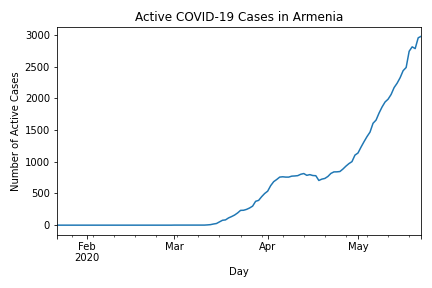 Active COVID-19 Cases in Armenia
Number of Active Cases
3000
2500
2000
1500
1000
500
0
Feb
2020
Mar
Apr
May
Day